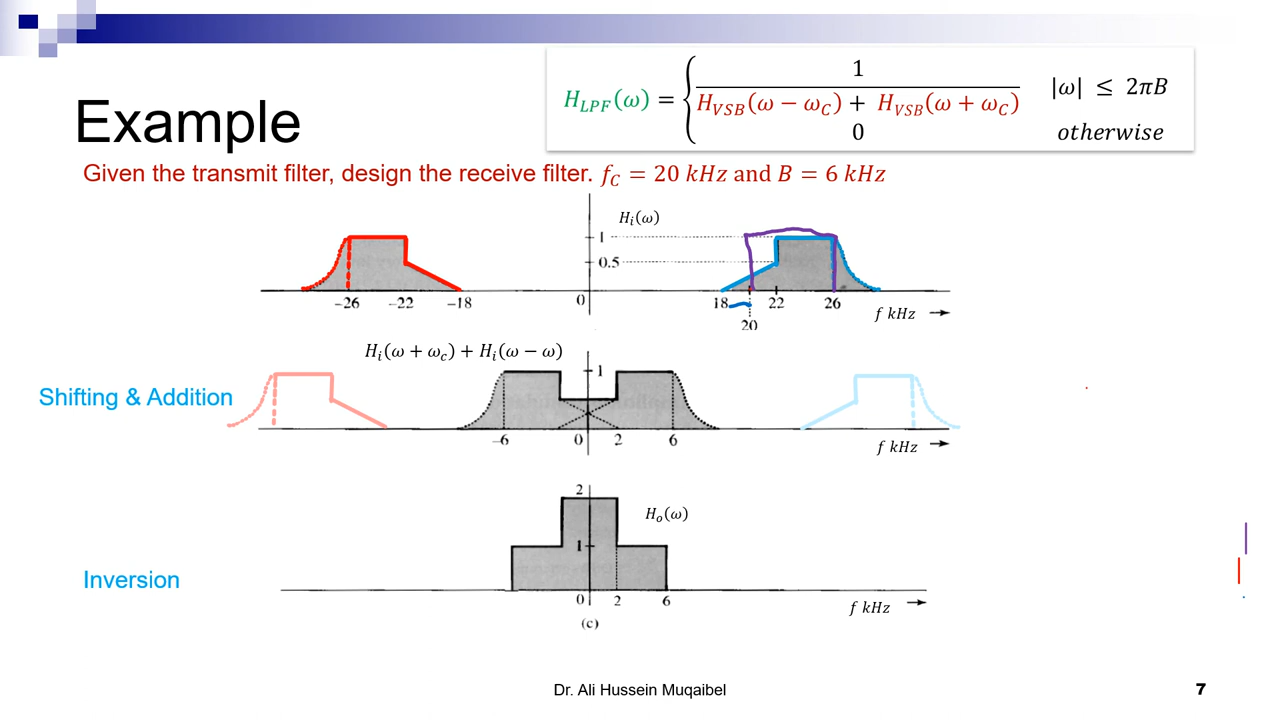 Example
H_LPF(ω) = { 1 / (H_VSB(ω − ω_C) + H_VSB(ω + ω_C)) |ω| ≤ 2πB
0 otherwise
Given the transmit filter, design the receive filter. f_C = 20 kHz and B = 6 kHz
H_i(ω)
1
0.5
−26 −22 −18 0 18 22 26
20
f kHz
H_i(ω + ω_c) + H_i(ω − ω)
1
Shifting & Addition
−6 0 2 6
f kHz
2
H_o(ω)
1
Inversion
0 2 6
f kHz
(c)
Dr. Ali Hussein Muqaibel
7